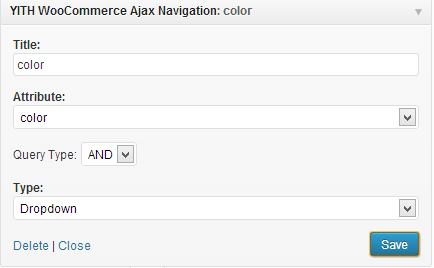 YITH WooCommerce Ajax Navigation: color
Title:
color
Attribute:
color
Query Type: AND
Type:
Dropdown
Delete | Close
Save